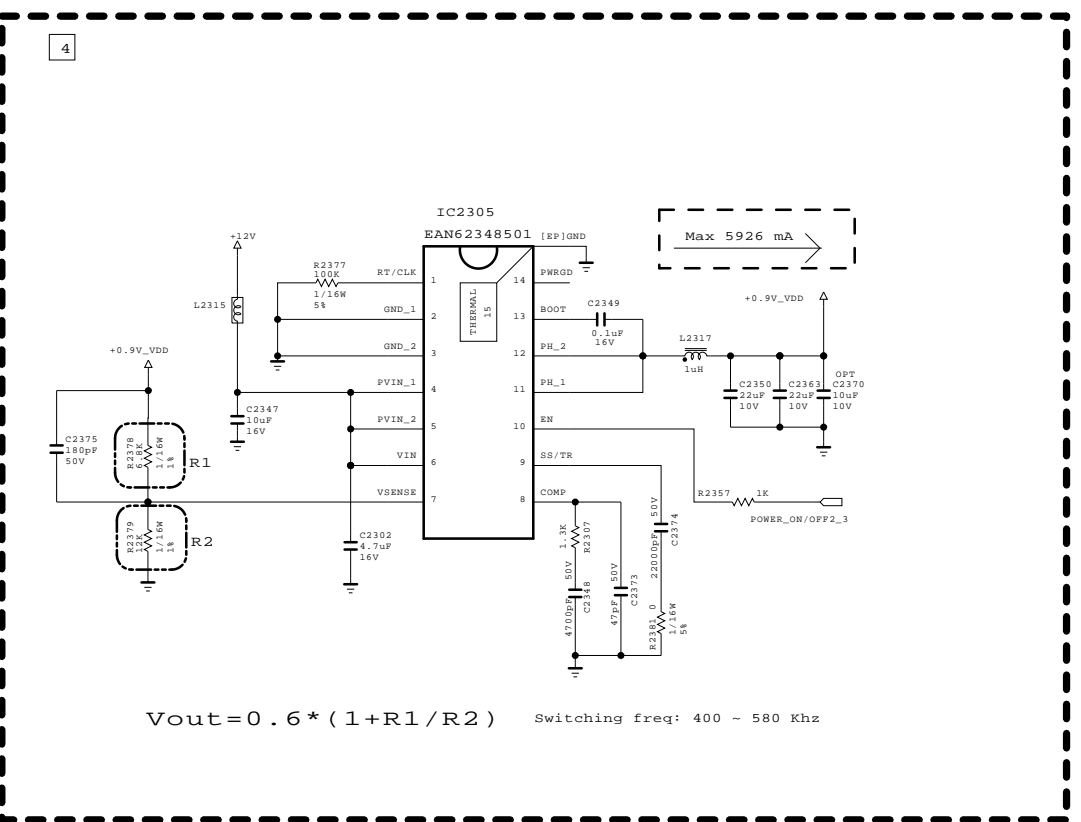 4
IC2305
EAN62348501
[EP]GND
Max 5926 mA
+12V
R2377
100K
1/16W
5%
RT/CLK
1
14
PWRGD
L2315
THERMAL
15
GND_1
2
13
BOOT
C2349
0.1uF
16V
+0.9V_VDD
GND_2
3
12
PH_2
L2317
1uH
+0.9V_VDD
PVIN_1
4
11
PH_1
C2350
22uF
10V
C2363
22uF
10V
OPT
C2370
10uF
10V
C2347
10uF
16V
PVIN_2
5
10
EN
C2375
180pF
50V
R2378
6.8K
1/16W
1%
R1
VIN
6
9
SS/TR
VSENSE
7
8
COMP
R2357
1K
POWER_ON/OFF2_3
R2379
12K
1/16W
1%
R2
C2302
4.7uF
16V
1.3K
R2307
50V
22000pF
C2374
50V
4700pF
C2348
50V
47pF
C2373
R2381 0
1/16W
5%
Vout=0.6*(1+R1/R2)
Switching freq: 400 ~ 580 Khz